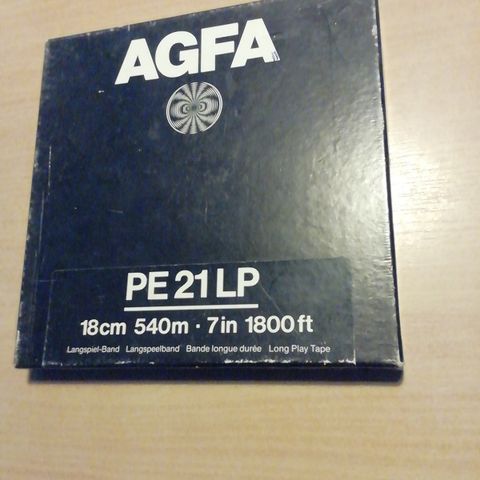 AGFA
PE 21 LP
18cm 540m · 7in 1800ft
Langspiel-Band Langspeelband Bande longue durée Long Play Tape